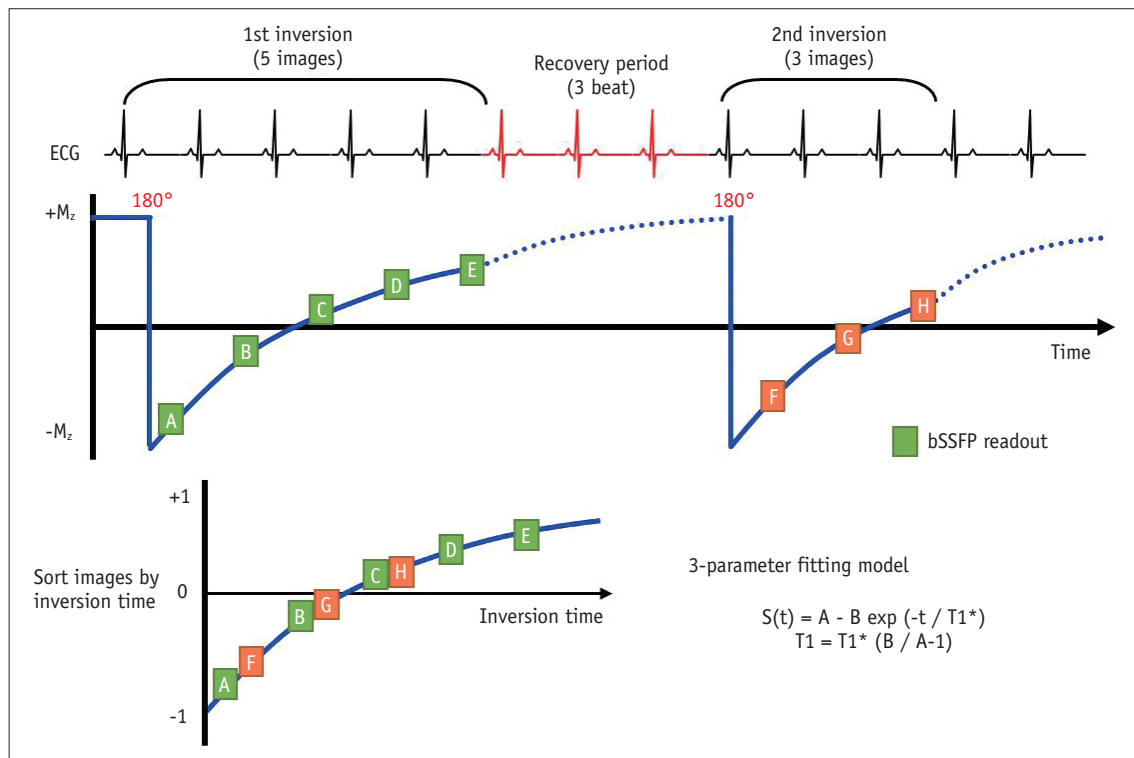 1st inversion
(5 images)
Recovery period
(3 beat)
2nd inversion
(3 images)
ECG
180°
180°
+Mz
A
B
C
D
E
F
G
H
Time
-Mz
bSSFP readout
+1
Sort images by
inversion time
0
-1
A
F
B
G
C
H
D
E
Inversion time
3-parameter fitting model
S(t) = A - B exp (-t / T1*)
T1 = T1* (B / A-1)